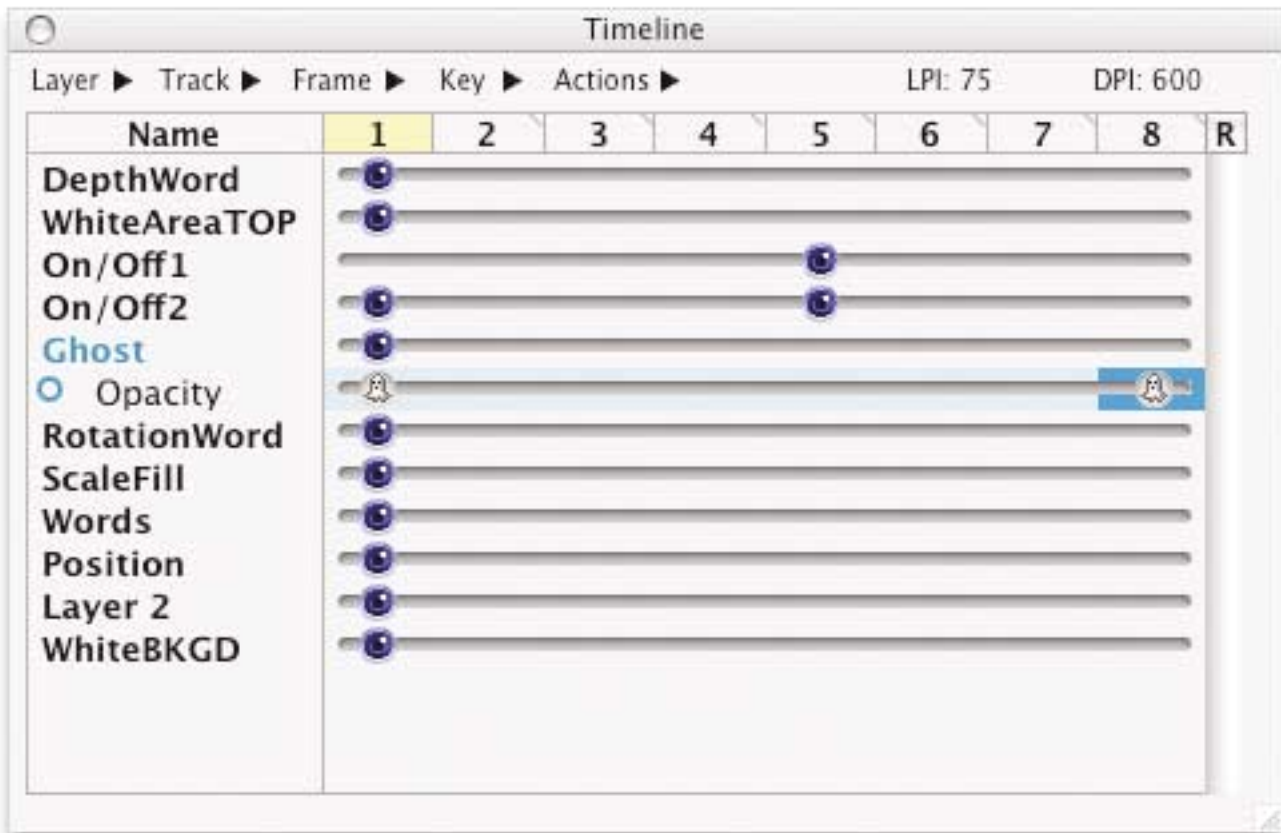 Timeline
Layer ▶ Track ▶ Frame ▶ Key ▶ Actions ▶ LPI: 75 DPI: 600
Name 1 2 3 4 5 6 7 8 R
DepthWord
WhiteAreaTOP
On/Off1
On/Off2
Ghost
Opacity
RotationWord
ScaleFill
Words
Position
Layer 2
WhiteBKGD